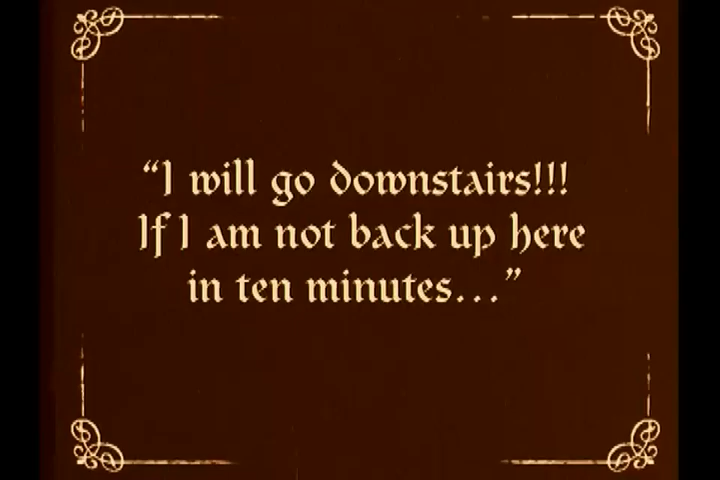 “I will go downstairs!!!
If I am not back up here
in ten minutes...”